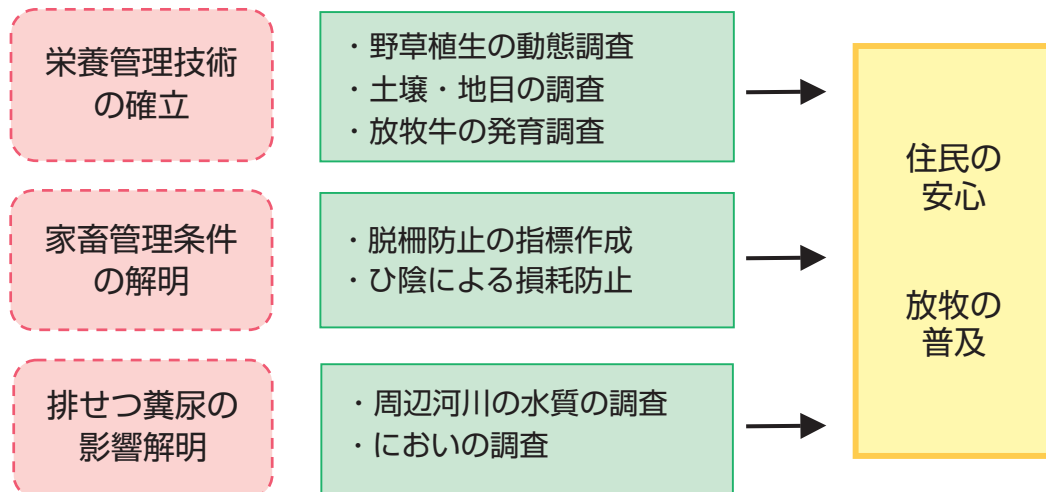 栄養管理技術
の確立
・野草植生の動態調査
・土壌・地目の調査
・放牧牛の発育調査
家畜管理条件
の解明
・脱柵防止の指標作成
・ひ陰による損耗防止
排せつ糞尿の
影響解明
・周辺河川の水質の調査
・においの調査
住民の
安心
放牧の
普及